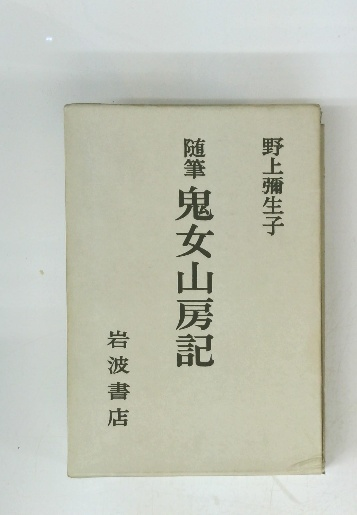 野上彌生子
随筆 鬼女山房記
岩波書店